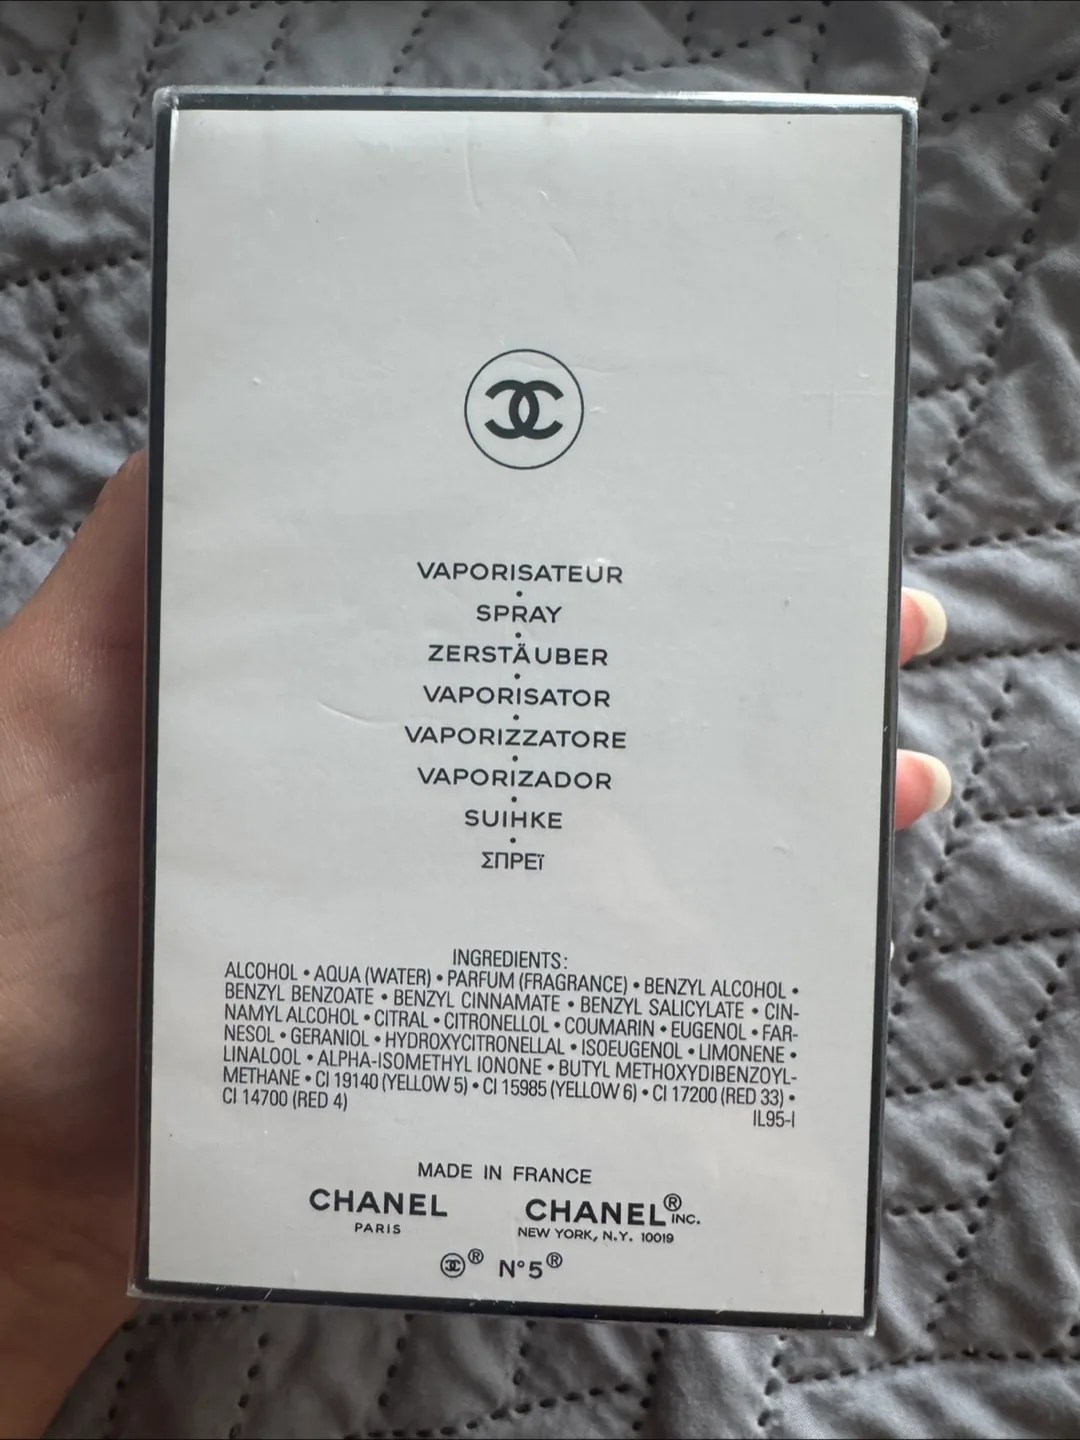 VAPORISATEUR
•
SPRAY
•
ZERSTÄUBER
•
VAPORISATOR
•
VAPORIZZATORE
•
VAPORIZADOR
•
SUIHKE
•
ΣΠΡΕϊ
INGREDIENTS:
ALCOHOL • AQUA (WATER) • PARFUM (FRAGRANCE) • BENZYL ALCOHOL •
BENZYL BENZOATE • BENZYL CINNAMATE • BENZYL SALICYLATE • CIN-
NAMYL ALCOHOL • CITRAL • CITRONELLOL • COUMARIN • EUGENOL • FAR-
NESOL • GERANIOL • HYDROXYCITRONELLAL • ISOEUGENOL • LIMONENE •
LINALOOL • ALPHA-ISOMETHYL IONONE • BUTYL METHOXYDIBENZOYL-
METHANE • CI 19140 (YELLOW 5) • CI 15985 (YELLOW 6) • CI 17200 (RED 33) •
CI 14700 (RED 4) IL95-I
MADE IN FRANCE
CHANEL CHANEL® INC.
PARIS NEW YORK, N.Y. 10019
® N°5®